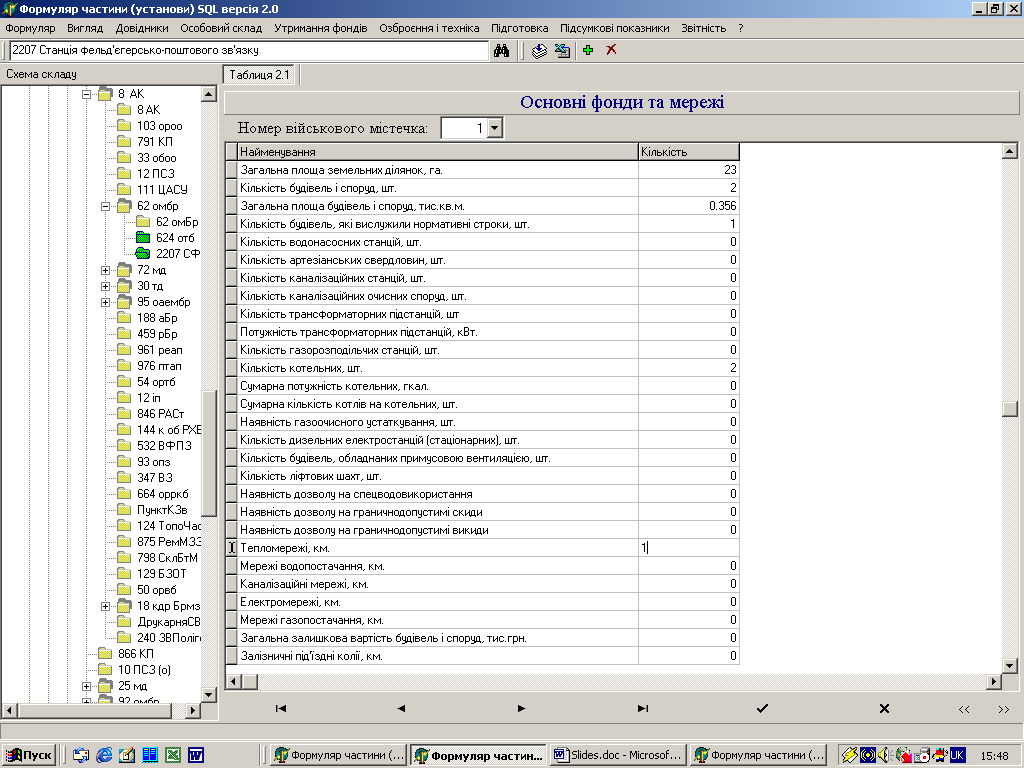 Формуляр частини (установи) SQL версія 2.0
Формуляр Вигляд Довідники Особовий склад Утримання фондів Озброєння і техніка Підготовка Підсумкові показники Звітність ?
2207 Станція фельд'єгерсько-поштового зв'язку
Схема складу
8 АК
8 АК
103 ороо
791 КП
33 обоо
12 ПСЗ
111 ЦАСУ
62 омбр
62 омБр
624 отб
2207 СФ
72 мд
30 тд
95 оаембр
188 аБр
459 рБр
961 реап
976 птап
54 ортб
12 іп
846 РАСт
144 к об РХБ
532 ВФПЗ
93 опз
347 ВЗ
664 орркб
ПунктКЗв
124 ТопоЧас
875 РемМЗЗ
798 СклБтМ
129 БЗОТ
50 орвб
18 кдр Брмз
ДрукарняСВ
240 ЗВПоліг
866 КП
10 ПСЗ (о)
25 мд
92 омбр
Таблиця 2.1
Основні фонди та мережі
Номер військового містечка: 1
Найменування Кількість
Загальна площа земельних ділянок, га. 23
Кількість будівель і споруд, шт. 2
Загальна площа будівель і споруд, тис.кв.м. 0.356
Кількість будівель, які вислужили нормативні строки, шт. 1
Кількість водонасосних станцій, шт. 0
Кількість артезіанських свердловин, шт. 0
Кількість каналізаційних станцій, шт. 0
Кількість каналізаційних очисних споруд, шт. 0
Кількість трансформаторних підстанцій, шт 0
Потужність трансформаторних підстанцій, кВт. 0
Кількість газорозподільчих станцій, шт. 0
Кількість котельних, шт. 2
Сумарна потужність котельних, гкал. 0
Сумарна кількість котлів на котельних, шт. 0
Наявність газоочисного устаткування, шт. 0
Кількість дизельних електростанцій (стаціонарних), шт. 0
Кількість будівель, обладнаних примусовою вентиляцією, шт. 0
Кількість ліфтових шахт, шт. 0
Наявність дозволу на спецводовикористання 0
Наявність дозволу на граничнодопустимі скиди 0
Наявність дозволу на граничнодопустимі викиди 0
Тепломережі, км. 1
Мережі водопостачання, км. 0
Каналізаційні мережі, км. 0
Електромережі, км. 0
Мережі газопостачання, км. 0
Загальна залишкова вартість будівель і споруд, тис.грн. 0
Залізничні під'їздні колії, км. 0
Пуск Формуляр частини (... Формуляр частин... Slides.doc - Microsof... Формуляр частини (... UK 15:48